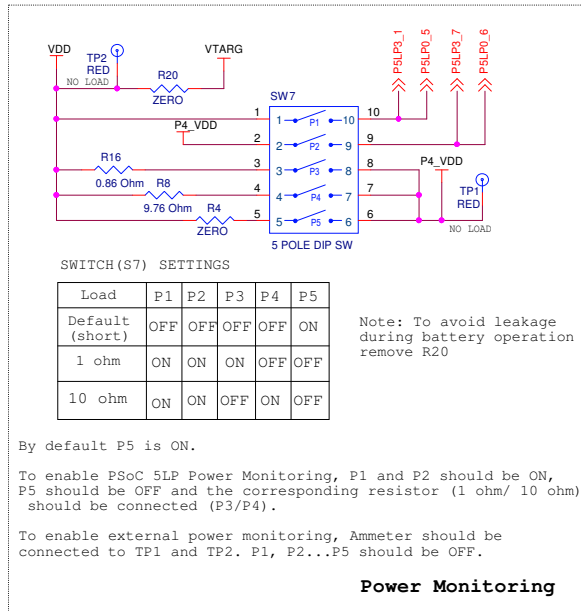 VDD
TP2
RED
NO LOAD
R20
ZERO
VTARG
P5LP3_1
P5LP0_5
P5LP3_7
P5LP0_6
SW7
1 1 P1 10 10
P4_VDD
2 2 P2 9 9
R16
0.86 Ohm
3 3 P3 8 8
P4_VDD
R8
9.76 Ohm
4 4 P4 7 7
TP1
RED
R4
ZERO
5 5 P5 6 6
NO LOAD
5 POLE DIP SW
SWITCH(S7) SETTINGS
Load P1 P2 P3 P4 P5
Default
(short) OFF OFF OFF OFF ON
1 ohm ON ON ON OFF OFF
10 ohm ON ON OFF ON OFF
Note: To avoid leakage
during battery operation
remove R20
By default P5 is ON.
To enable PSoC 5LP Power Monitoring, P1 and P2 should be ON,
P5 should be OFF and the corresponding resistor (1 ohm/ 10 ohm)
should be connected (P3/P4).
To enable external power monitoring, Ammeter should be
connected to TP1 and TP2. P1, P2...P5 should be OFF.
Power Monitoring